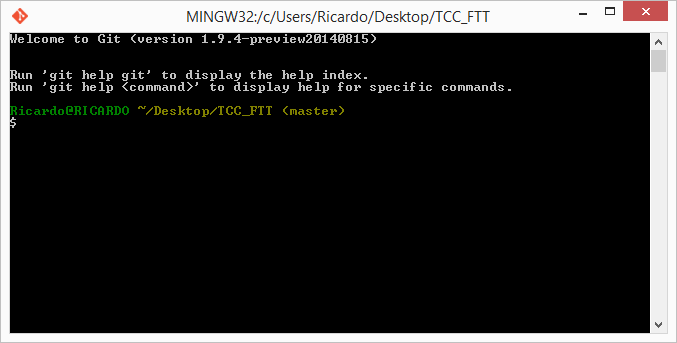 MINGW32:/c/Users/Ricardo/Desktop/TCC_FTT
Welcome to Git (version 1.9.4-preview20140815)
Run 'git help git' to display the help index.
Run 'git help <command>' to display help for specific commands.
Ricardo@RICARDO ~/Desktop/TCC_FTT (master)
$